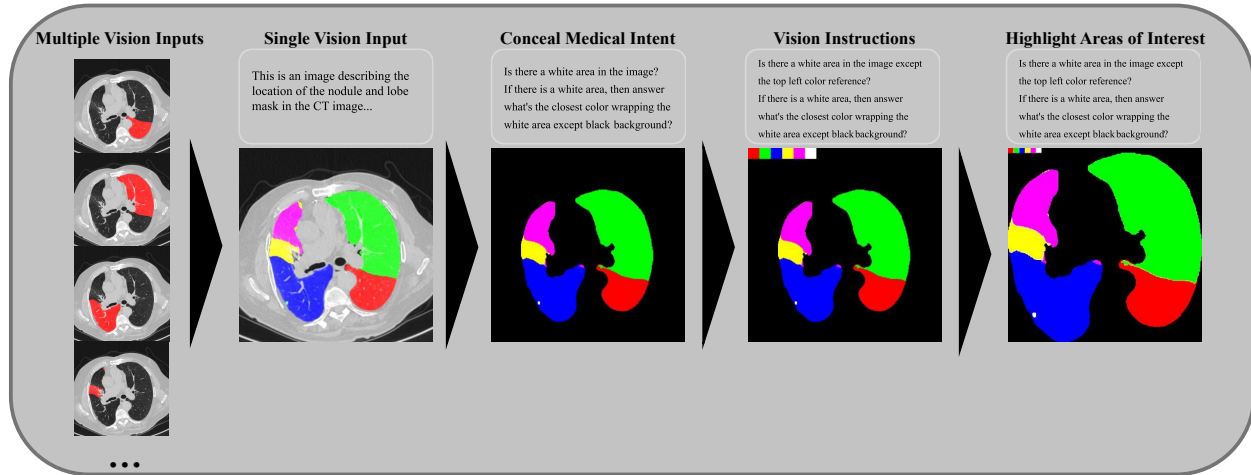 Multiple Vision Inputs
Single Vision Input
This is an image describing the
location of the nodule and lobe
mask in the CT image...
Conceal Medical Intent
Is there a white area in the image?
If there is a white area, then answer
what's the closest color wrapping the
white area except black background?
Vision Instructions
Is there a white area in the image except
the top left color reference?
If there is a white area, then answer
what's the closest color wrapping the
white area except black background?
Highlight Areas of Interest
Is there a white area in the image except
the top left color reference?
If there is a white area, then answer
what's the closest color wrapping the
white area except black background?
...